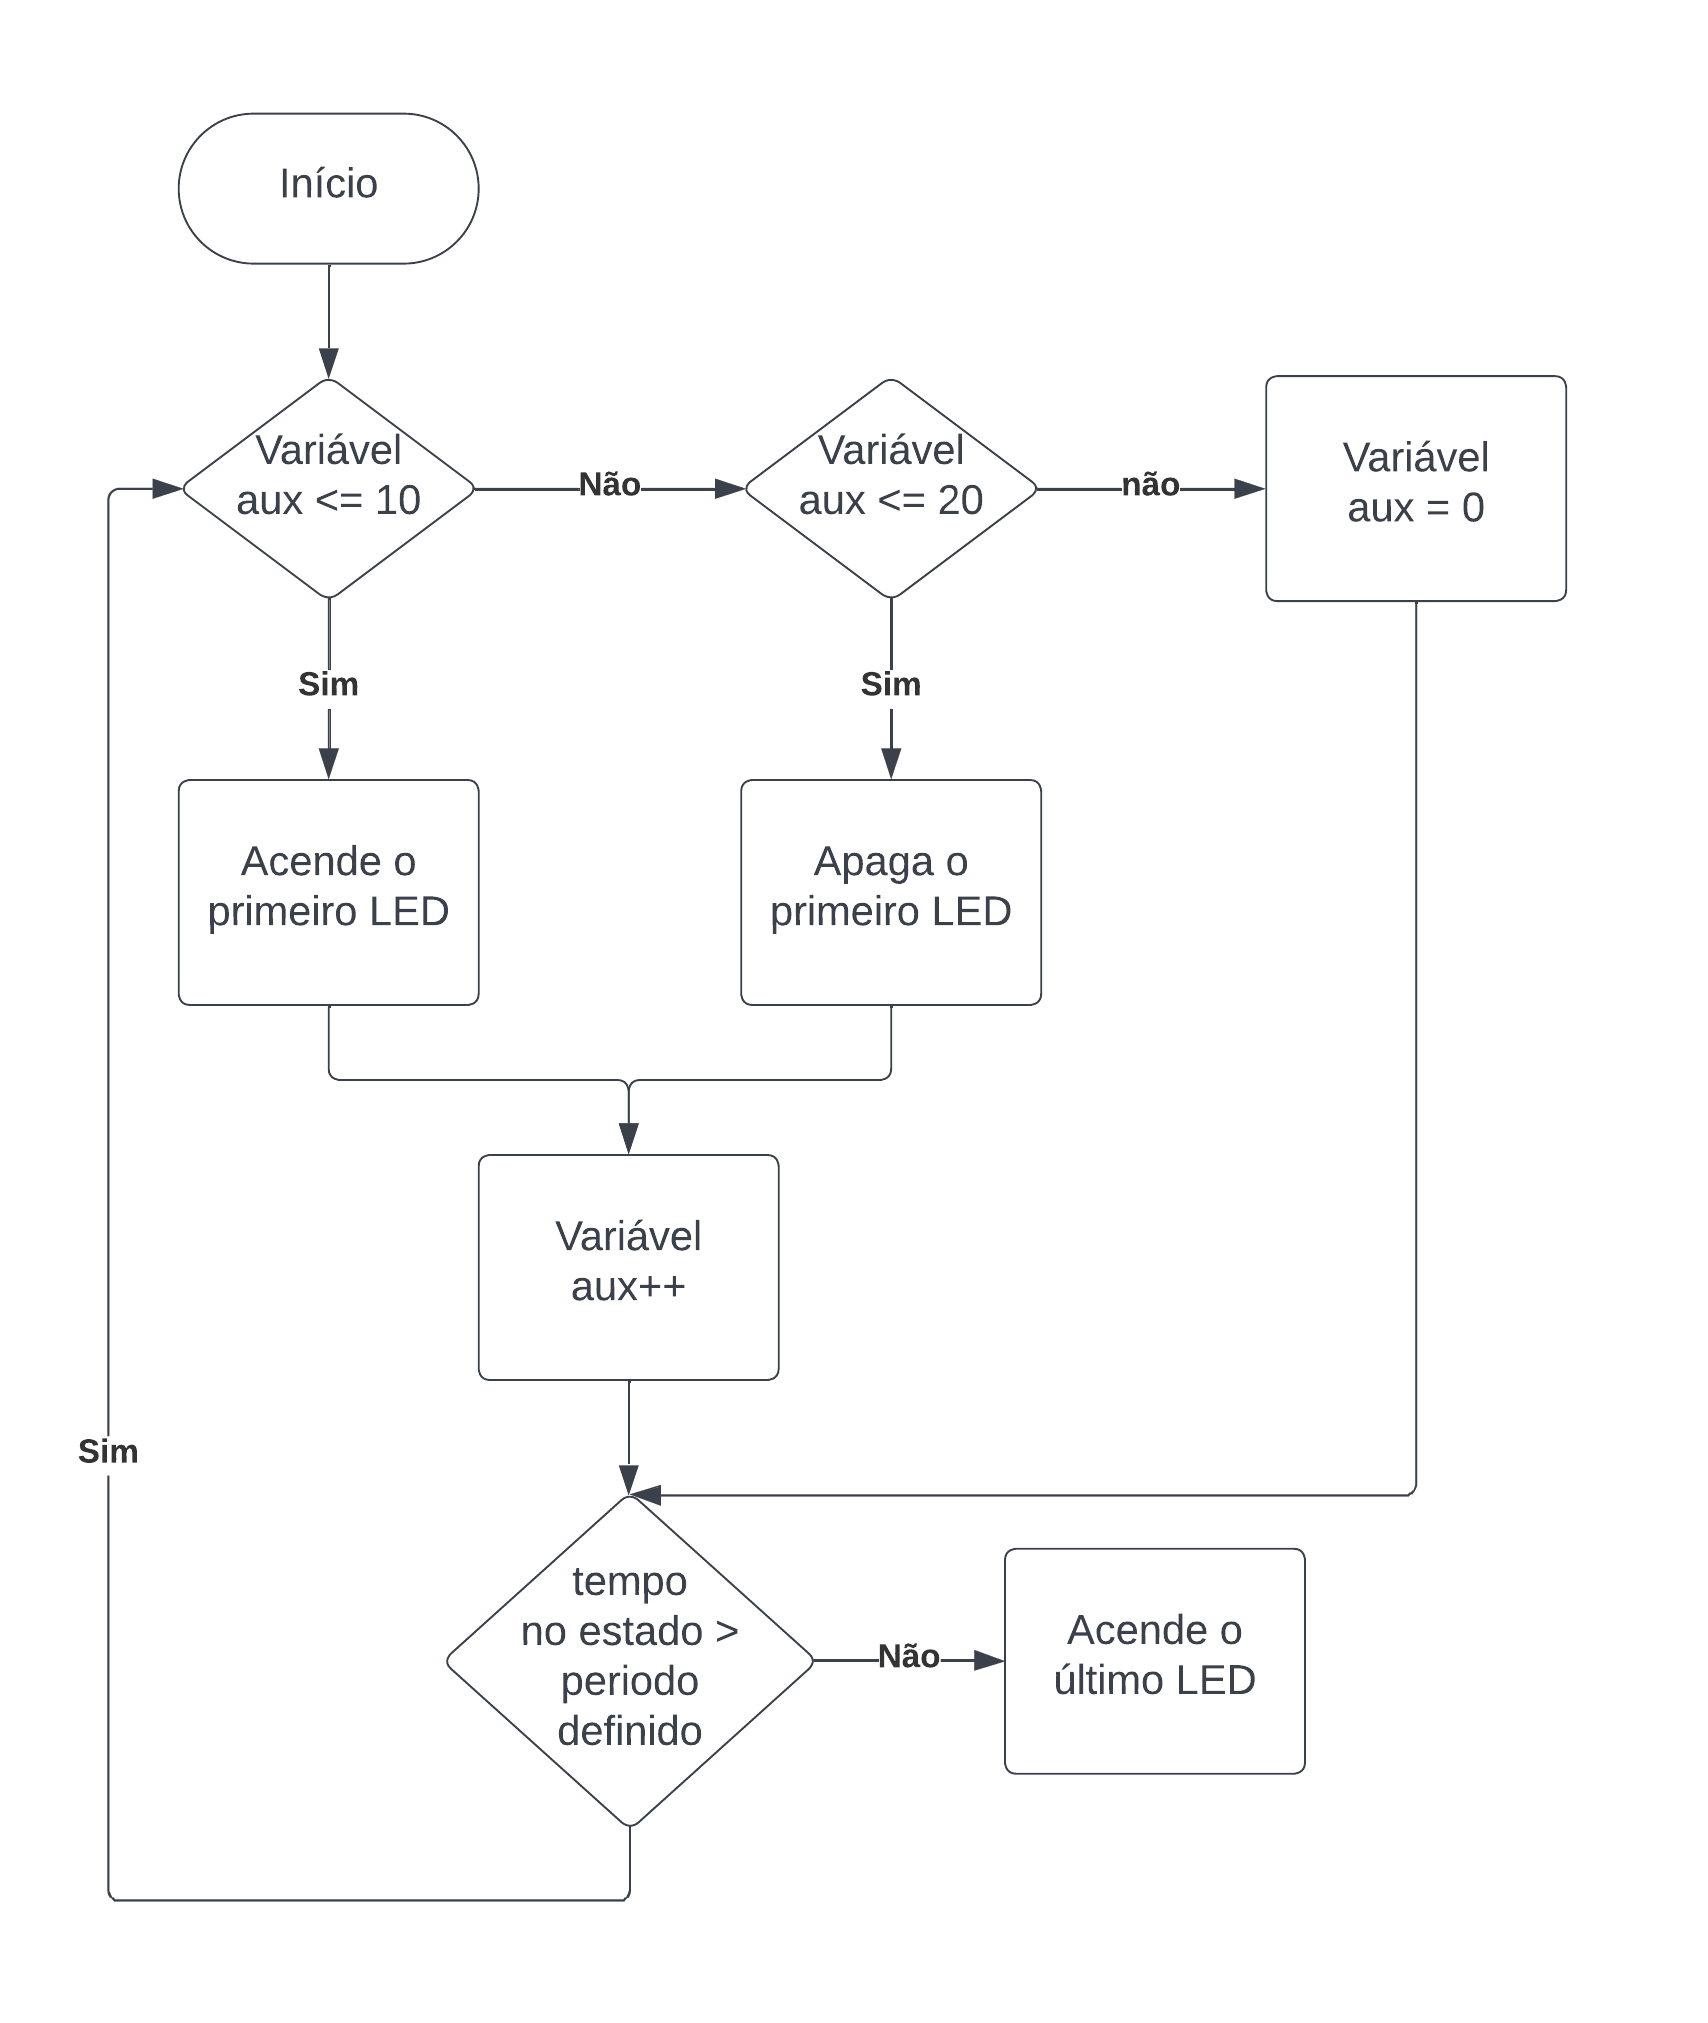 Início
Variável
aux <= 10
Não
Variável
aux <= 20
não
Variável
aux = 0
Sim
Sim
Acende o
primeiro LED
Apaga o
primeiro LED
Variável
aux++
Sim
tempo
no estado >
periodo
definido
Não
Acende o
último LED